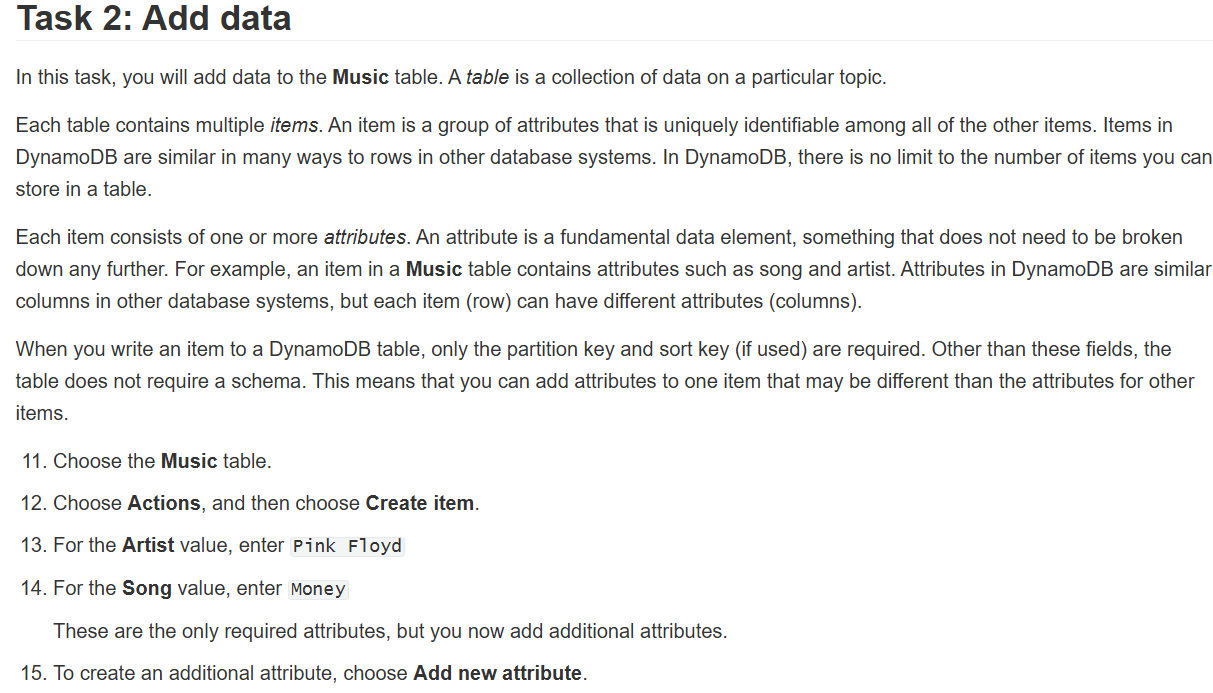 Task 2: Add data
In this task, you will add data to the Music table. A table is a collection of data on a particular topic.
Each table contains multiple items. An item is a group of attributes that is uniquely identifiable among all of the other items. Items in
DynamoDB are similar in many ways to rows in other database systems. In DynamoDB, there is no limit to the number of items you can
store in a table.
Each item consists of one or more attributes. An attribute is a fundamental data element, something that does not need to be broken
down any further. For example, an item in a Music table contains attributes such as song and artist. Attributes in DynamoDB are similar
columns in other database systems, but each item (row) can have different attributes (columns).
When you write an item to a DynamoDB table, only the partition key and sort key (if used) are required. Other than these fields, the
table does not require a schema. This means that you can add attributes to one item that may be different than the attributes for other
items.
11. Choose the Music table.
12. Choose Actions, and then choose Create item.
13. For the Artist value, enter Pink Floyd
14. For the Song value, enter Money
These are the only required attributes, but you now add additional attributes.
15. To create an additional attribute, choose Add new attribute.